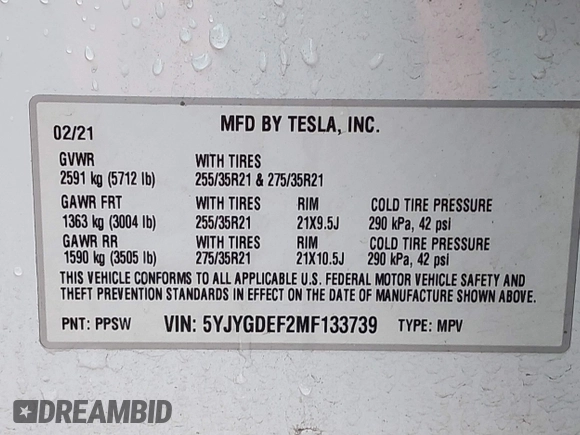 02/21 MFD BY TESLA, INC.
GVWR WITH TIRES
2591 kg (5712 lb) 255/35R21 & 275/35R21
GAWR FRT WITH TIRES RIM COLD TIRE PRESSURE
1363 kg (3004 lb) 255/35R21 21X9.5J 290 kPa, 42 psi
GAWR RR WITH TIRES RIM COLD TIRE PRESSURE
1590 kg (3505 lb) 275/35R21 21X10.5J 290 kPa, 42 psi
THIS VEHICLE CONFORMS TO ALL APPLICABLE U.S. FEDERAL MOTOR VEHICLE SAFETY AND
THEFT PREVENTION STANDARDS IN EFFECT ON THE DATE OF MANUFACTURE SHOWN ABOVE.
PNT: PPSW VIN: 5YJYGDEF2MF133739 TYPE: MPV
DREAMBID